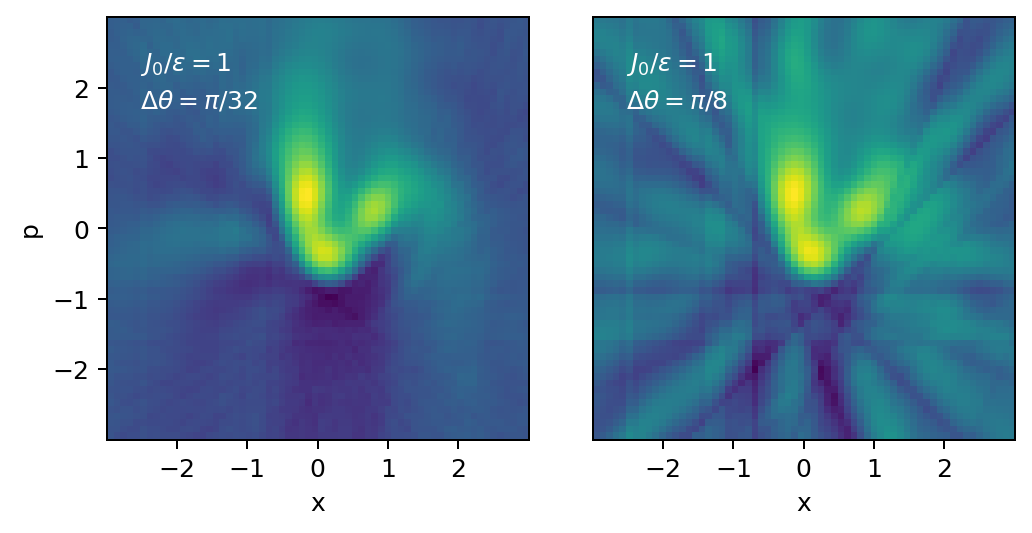 J₀/ε = 1
Δθ = π/32
J₀/ε = 1
Δθ = π/8
p
2
1
0
−1
−2
−2 −1 0 1 2
x
−2 −1 0 1 2
x